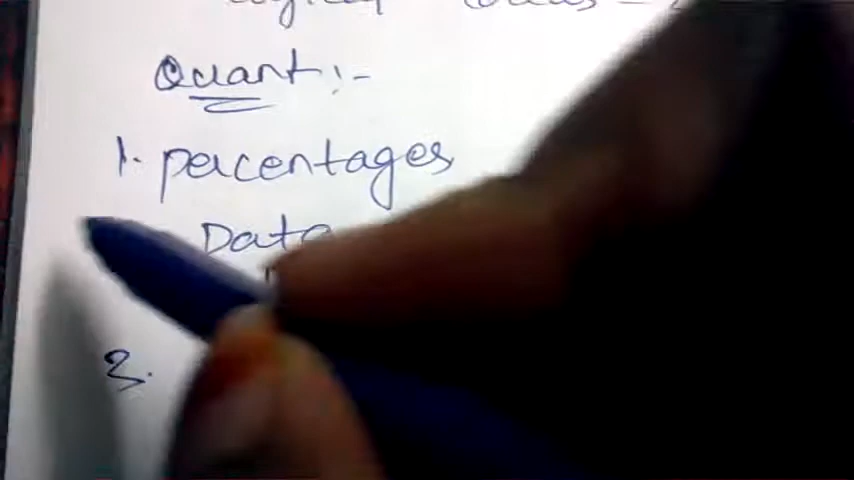 Quant :-
1. percentages
Data
2.